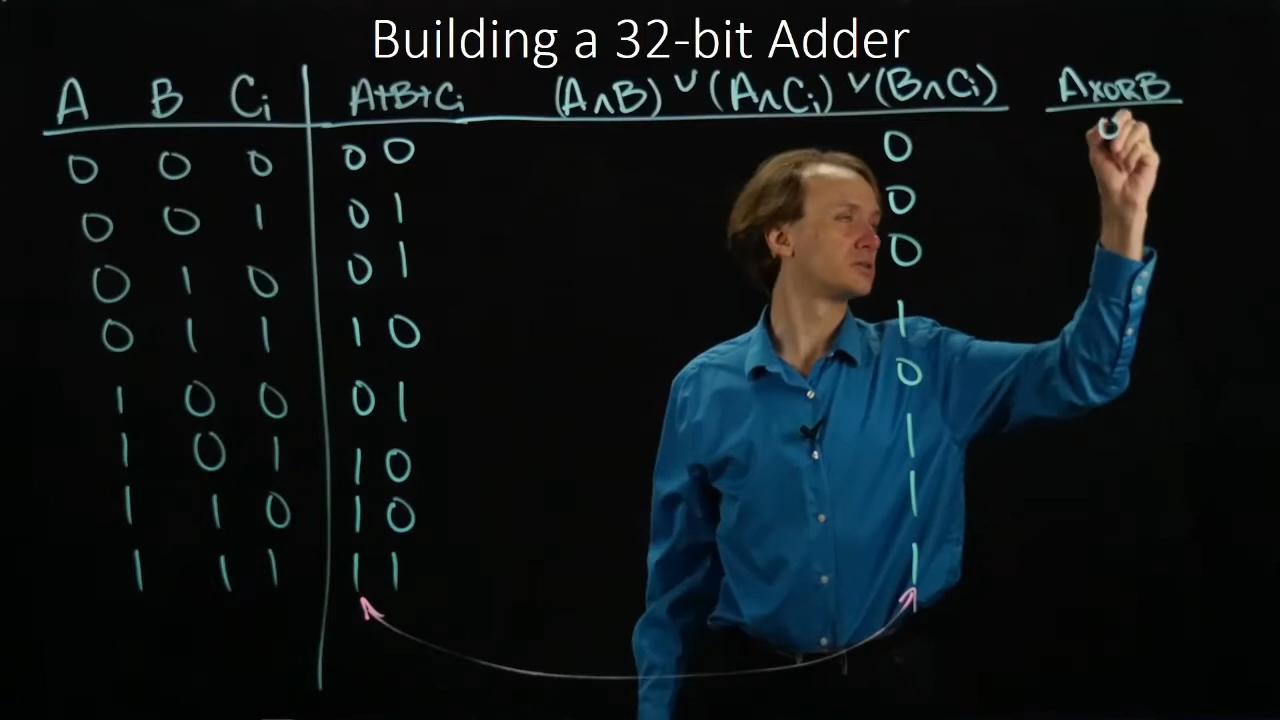 Building a 32-bit Adder
A B Ci A+B+Ci (A∧B) ∨ (A∧Ci) ∨ (B∧Ci) A XOR B
0 0 0 0 0 0 0
0 0 1 0 1 0
0 1 0 0 1 0
0 1 1 1 0 1
1 0 0 0 1 0
1 0 1 1 0 1
1 1 0 1 0 1
1 1 1 1 1 1